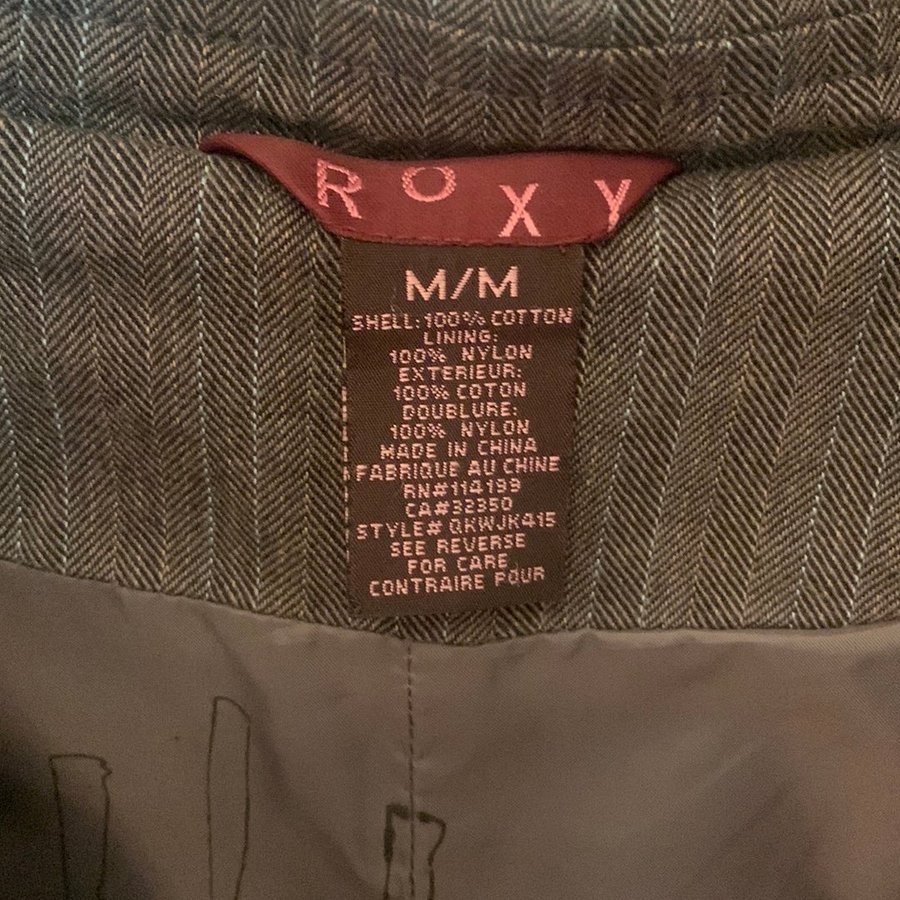 ROXY
M/M
SHELL: 100% COTTON
LINING:
100% NYLON
EXTERIEUR:
100% COTON
DOUBLURE:
100% NYLON
MADE IN CHINA
FABRIQUE AU CHINE
RN#114199
CA#32350
STYLE# QKWJK415
SEE REVERSE
FOR CARE
CONTRAIRE POUR